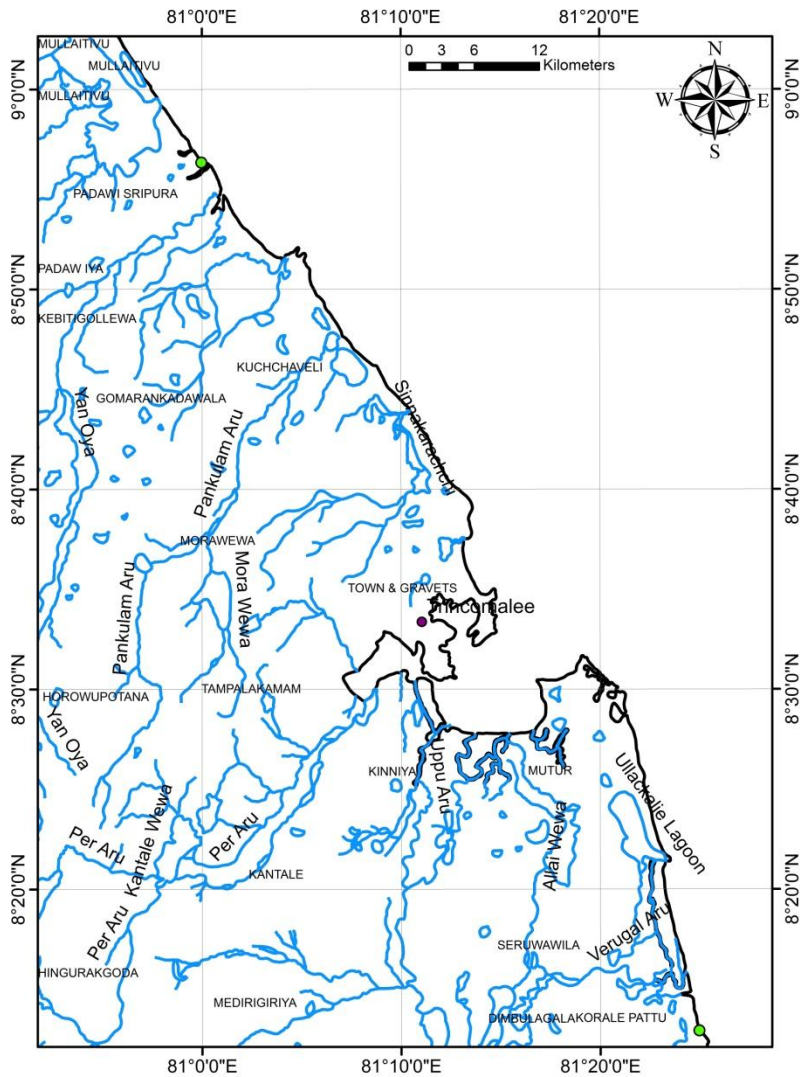 81°0'0"E 81°10'0"E 81°20'0"E
MULLAITIVU
0 3 6 12
Kilometers
N
MULLAITIVU
9°0'0"N
MULLAITIVU
W E
9°0'0"N
S
PADAWI SRIPURA
PADAW IYA
8°50'0"N
8°50'0"N
KEBITIGOLLEWA
KUCHCHAVELI
GOMARANKADAWALA
Yan Oya
Sinnakarachchi
Pankulam Aru
8°40'0"N
8°40'0"N
MORAWEWA
Mora Wewa
Pankulam Aru
TOWN & GRAVETS
Trincomalee
8°30'0"N
8°30'0"N
HOROWUPOTANA
TAMPALAKAMAM
Yan Oya
KINNIYA
Uppu Aru
MUTUR
Ullackalie Lagoon
Per Aru
Kantale Wewa
Per Aru
Allai Wewa
KANTALE
8°20'0"N
8°20'0"N
Per Aru
SERUWAWILA
Verugal Aru
HINGURAKGODA
MEDIRIGIRIYA
DIMBULAGALA
KORALE PATTU
81°0'0"E 81°10'0"E 81°20'0"E